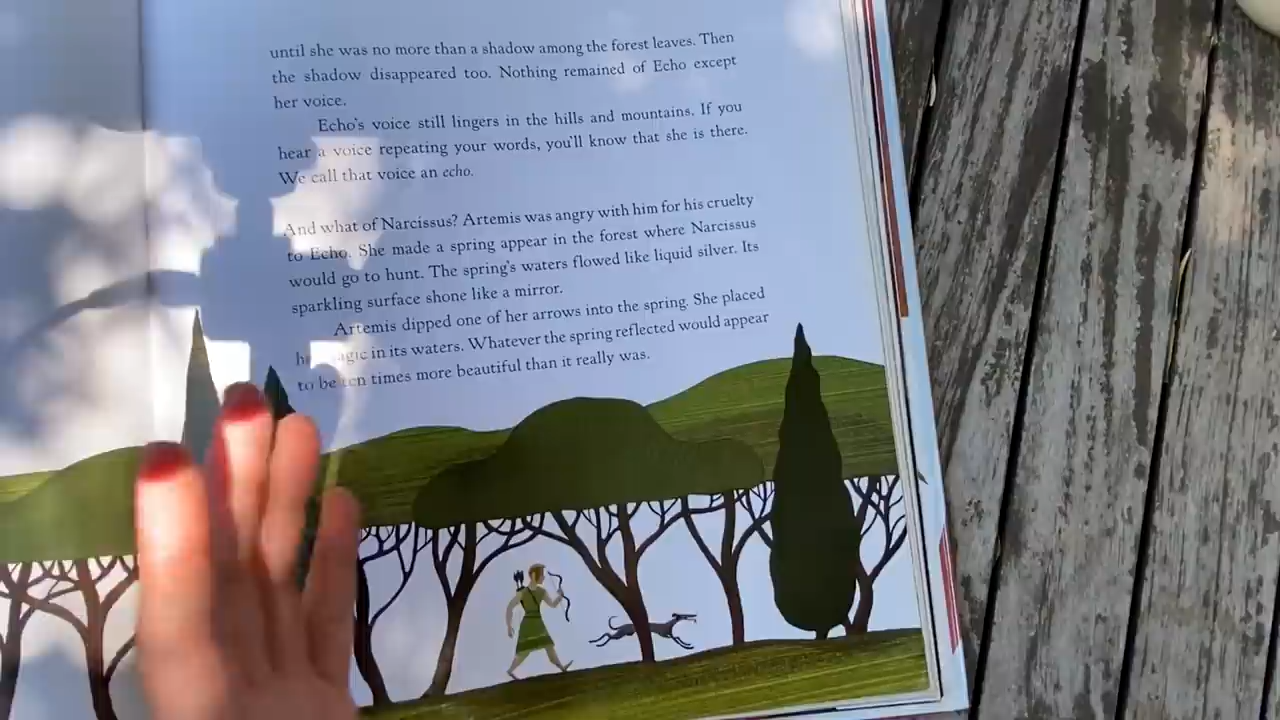 until she was no more than a shadow among the forest leaves. Then
the shadow disappeared too. Nothing remained of Echo except
her voice.
Echo's voice still lingers in the hills and mountains. If you
hear a voice repeating your words, you'll know that she is there.
We call that voice an echo.
And what of Narcissus? Artemis was angry with him for his cruelty
to Echo. She made a spring appear in the forest where Narcissus
would go to hunt. The spring's waters flowed like liquid silver. Its
sparkling surface shone like a mirror.
Artemis dipped one of her arrows into the spring. She placed
in its waters. Whatever the spring reflected would appear
to be ten times more beautiful than it really was.